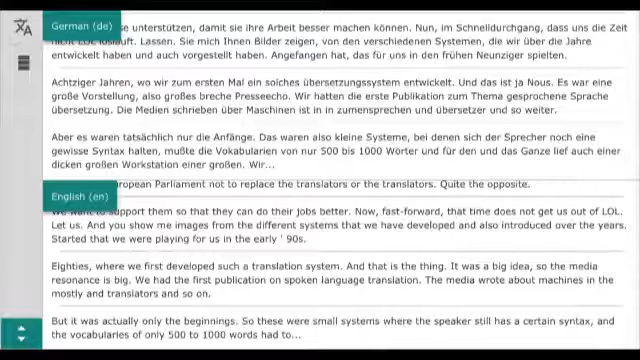 German (de)
se unterstützen, damit sie ihre Arbeit besser machen können. Nun, im Schnelldurchgang, dass uns die Zeit
nicht LOL losläuft. Lassen. Sie mich Ihnen Bilder zeigen, von den verschiedenen Systemen, die wir über die Jahre
entwickelt haben und auch vorgestellt haben. Angefangen hat, das für uns in den frühen Neunziger spielten.
Achtziger Jahren, wo wir zum ersten Mal ein solches übersetzungssystem entwickelt. Und das ist ja Nous. Es war eine
große Vorstellung, also großes breche Presseecho. Wir hatten die erste Publikation zum Thema gesprochene Sprache
übersetzung. Die Medien schrieben über Maschinen ist in in zumensprechen und übersetzer und so weiter.
Aber es waren tatsächlich nur die Anfänge. Das waren also kleine Systeme, bei denen sich der Sprecher noch eine
gewisse Syntax halten, mußte die Vokabularien von nur 500 bis 1000 Wörter und für den und das Ganze lief auch einer
dicken großen Workstation einer großen. Wir...
uropean Parliament not to replace the translators or the translators. Quite the opposite.
English (en)
We want to support them so that they can do their jobs better. Now, fast-forward, that time does not get us out of LOL.
Let us. And you show me images from the different systems that we have developed and also introduced over the years.
Started that we were playing for us in the early ' 90s.
Eighties, where we first developed such a translation system. And that is the thing. It was a big idea, so the media
resonance is big. We had the first publication on spoken language translation. The media wrote about machines in the
mostly and translators and so on.
But it was actually only the beginnings. So these were small systems where the speaker still has a certain syntax, and
the vocabularies of only 500 to 1000 words had to...